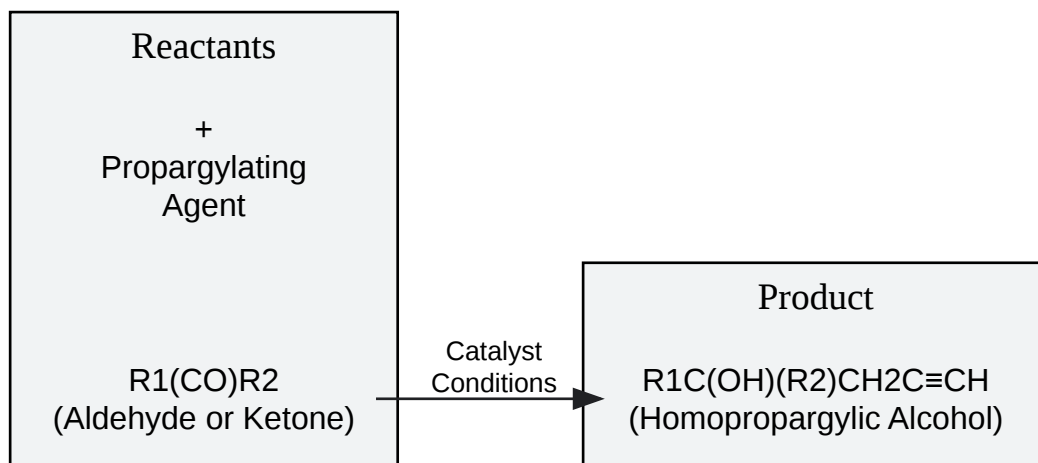 Reactants
+
Propargylating
Agent
R1(CO)R2
(Aldehyde or Ketone)
Catalyst
Conditions
Product
R1C(OH)(R2)CH2C≡CH
(Homopropargylic Alcohol)